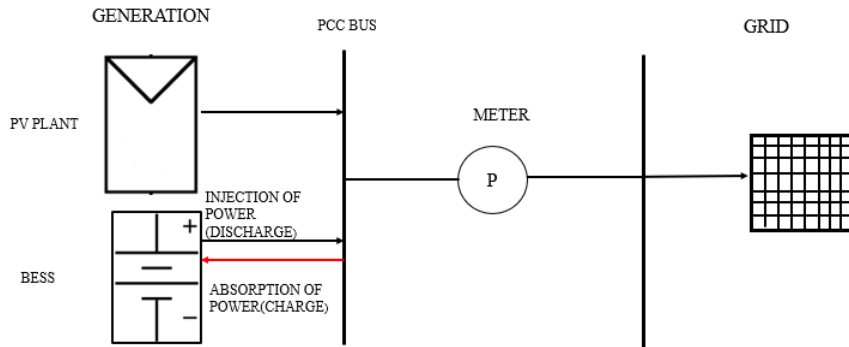 GENERATION
PCC BUS
GRID
PV PLANT
METER
P
INJECTION OF
POWER
(DISCHARGE)
+
BESS
−
ABSORPTION OF
POWER(CHARGE)